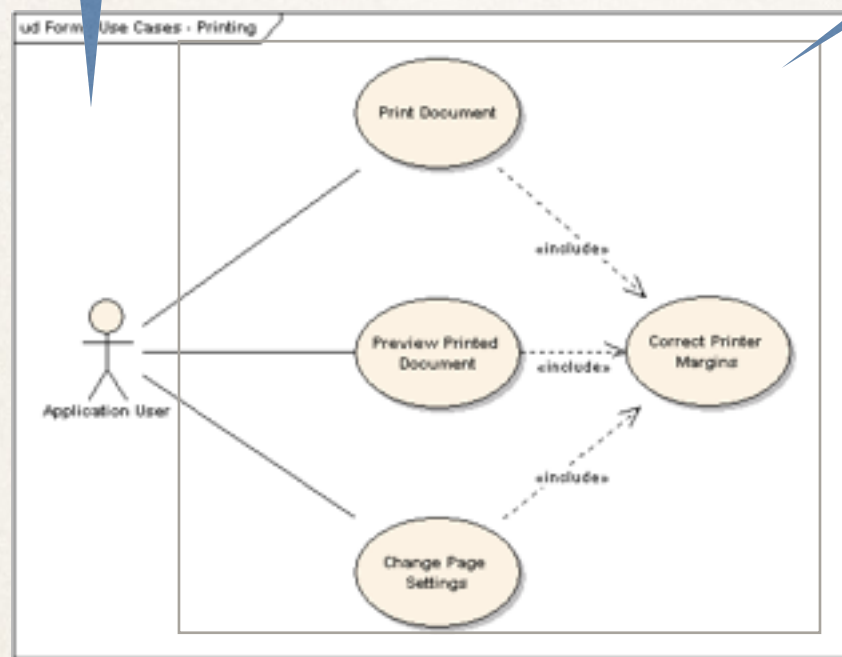 ud Form Use Cases - Printing
Print Document
«include»
Preview Printed
Document
«include»
Correct Printer
Margins
Application User
«include»
Change Page
Settings